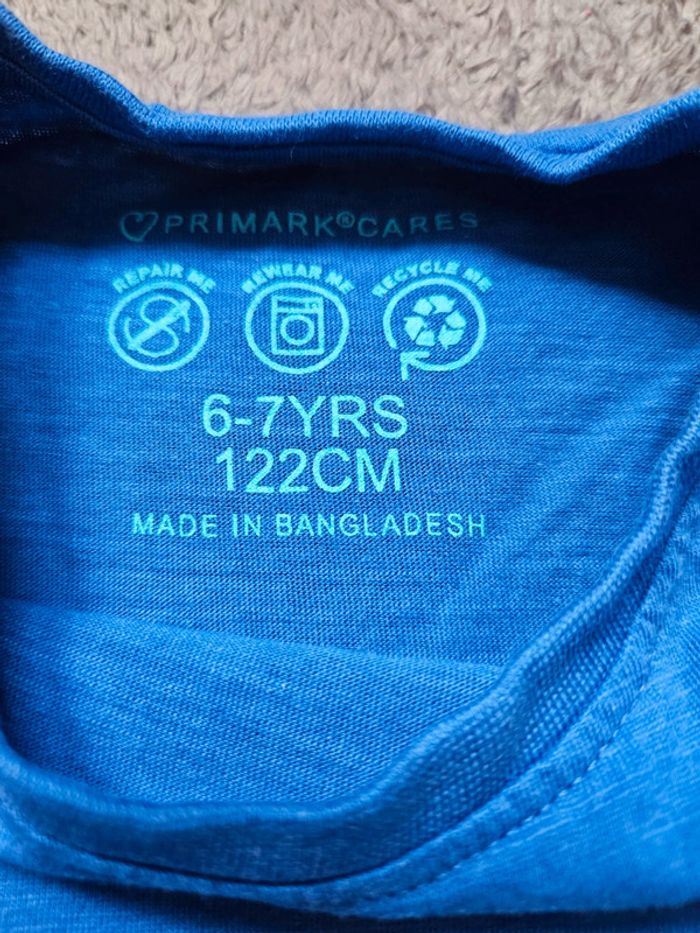 PRIMARK®CARES
REPAIR ME REWEAR ME RECYCLE ME
6-7YRS
122CM
MADE IN BANGLADESH